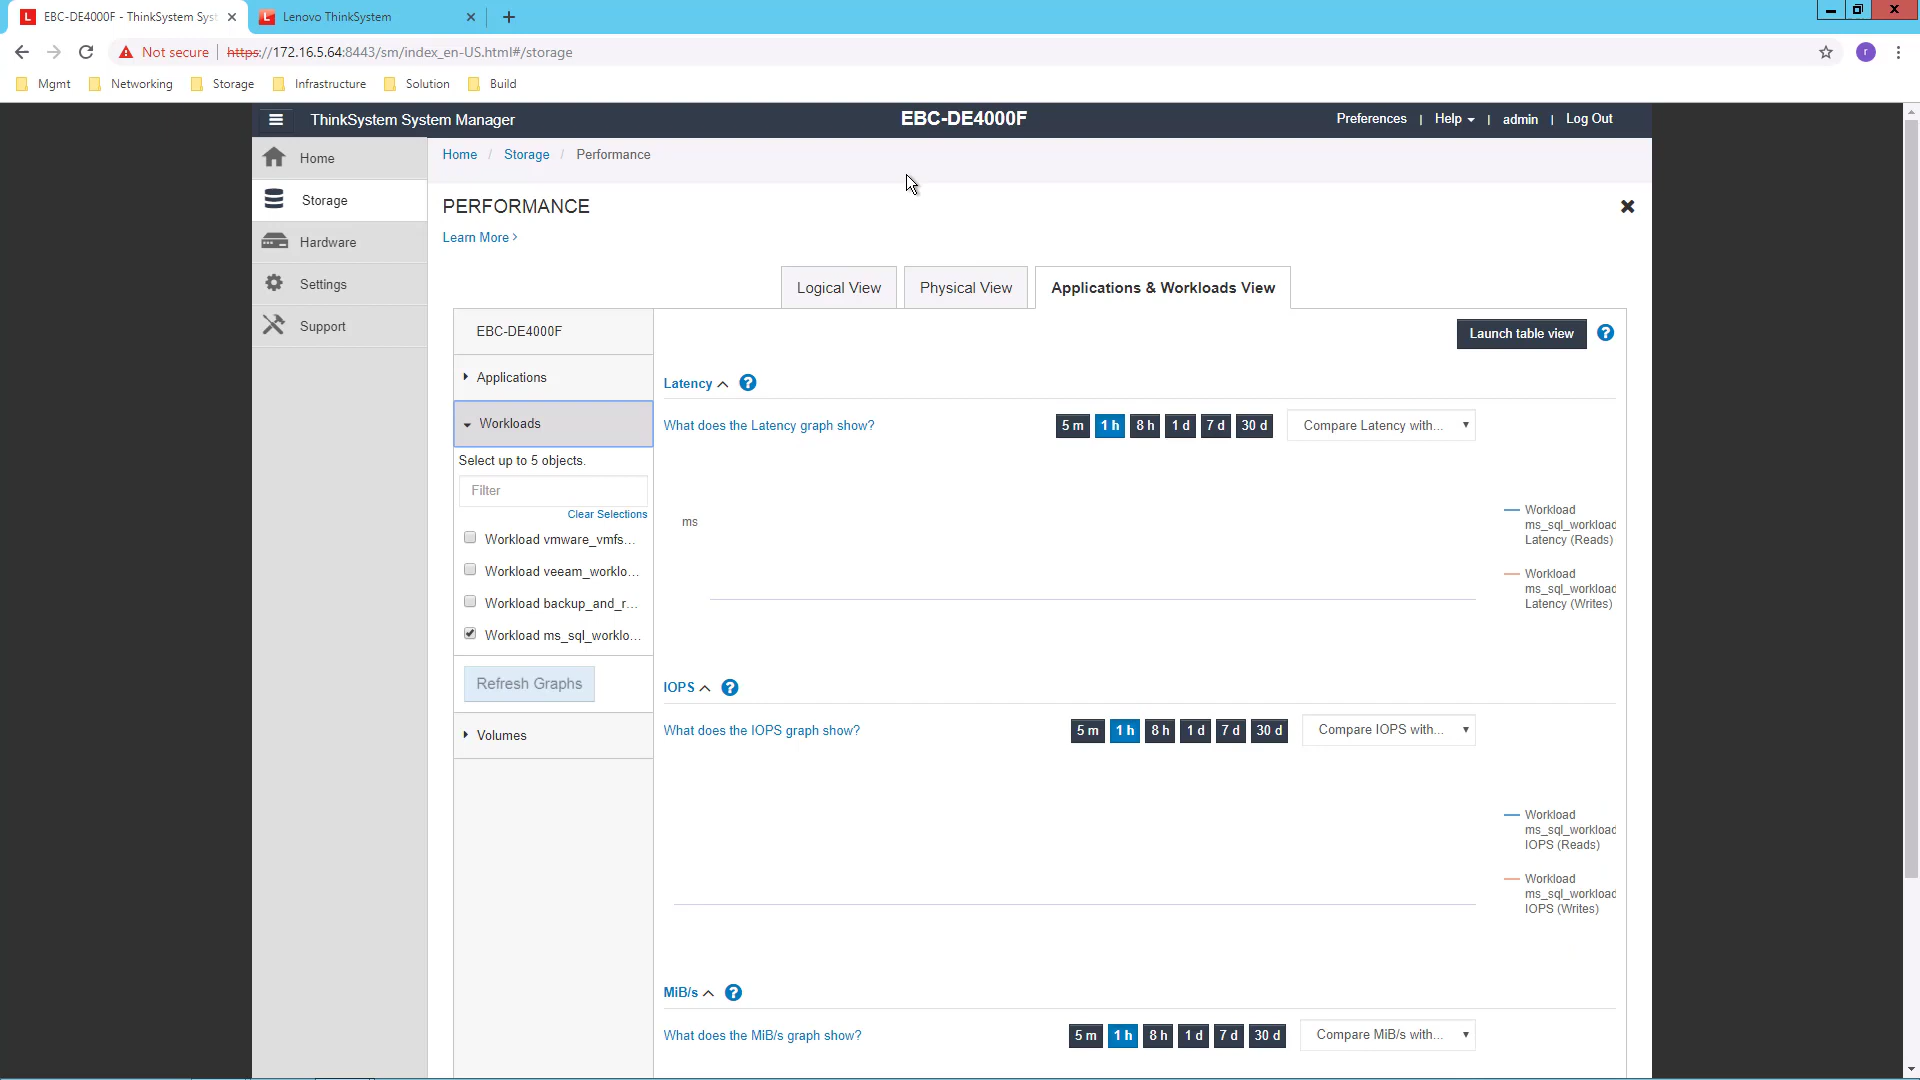 EBC-DE4000F - ThinkSystem Syst
Lenovo ThinkSystem
Not secure
https://172.16.5.64:8443/sm/index_en-US.html#/storage
r
Mgmt
Networking
Storage
Infrastructure
Solution
Build
ThinkSystem System Manager
EBC-DE4000F
Preferences | Help | admin | Log Out
Home
Storage
Hardware
Settings
Support
Home / Storage / Performance
PERFORMANCE
Learn More >
Logical View
Physical View
Applications & Workloads View
EBC-DE4000F
Applications
Workloads
Select up to 5 objects.
Filter
Clear Selections
Workload vmware_vmfs...
Workload veeam_worklo...
Workload backup_and_r...
Workload ms_sql_worklo...
Refresh Graphs
Volumes
Launch table view ?
Latency ?
What does the Latency graph show?
5 m 1 h 8 h 1 d 7 d 30 d
Compare Latency with...
ms
Workload
ms_sql_workload
Latency (Reads)
Workload
ms_sql_workload
Latency (Writes)
IOPS ?
What does the IOPS graph show?
5 m 1 h 8 h 1 d 7 d 30 d
Compare IOPS with...
Workload
ms_sql_workload
IOPS (Reads)
Workload
ms_sql_workload
IOPS (Writes)
MiB/s ?
What does the MiB/s graph show?
5 m 1 h 8 h 1 d 7 d 30 d
Compare MiB/s with...